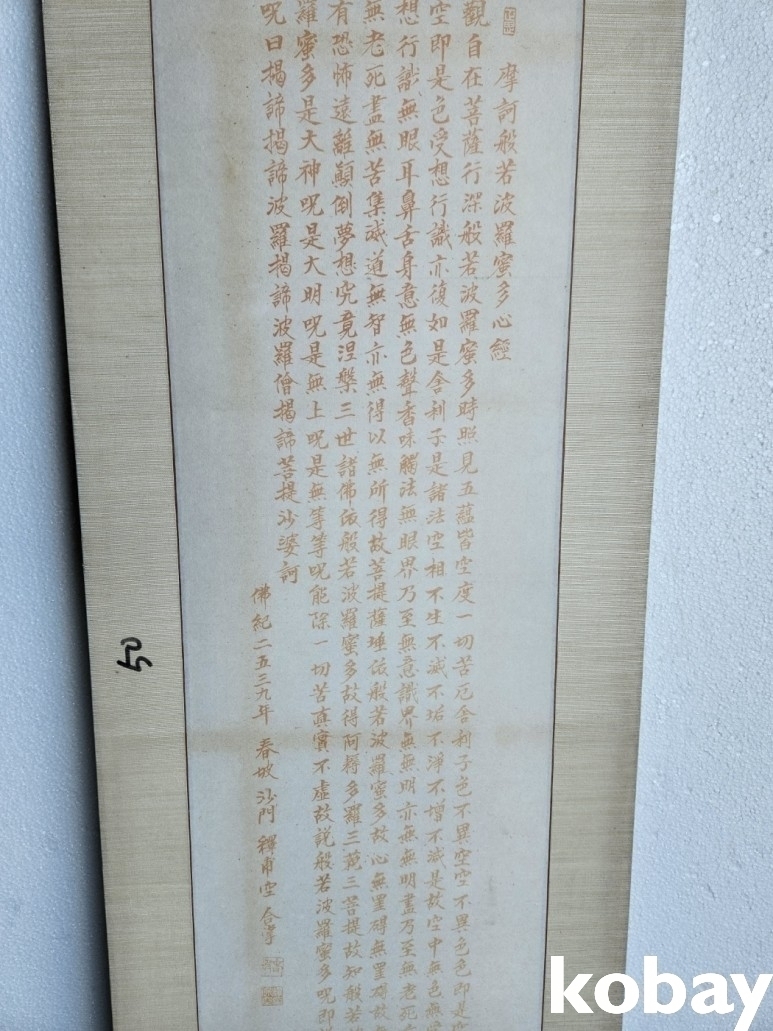 摩訶般若波羅蜜多心經
觀自在菩薩行深般若波羅蜜多時照見五蘊皆空度一切苦厄舍利子色不異空空不異色色即是
空即是色受想行識亦復如是舍利子是諸法空相不生不滅不垢不淨不增不減是故空中無色無
想行識無眼耳鼻舌身意無色聲香味觸法無眼界乃至無意識界無無明亦無無明盡乃至無老死
無老死盡無苦集滅道無智亦無得以無所得故菩提薩埵依般若波羅蜜多故心無罣碍無罣碍故
有恐怖遠離顛倒夢想究竟涅槃三世諸佛依般若波羅蜜多故得阿耨多羅三藐三菩提故知般若
羅蜜多是大神呪是大明呪是無上呪是無等等呪能除一切苦真實不虛故説般若波羅蜜多呪即
呪曰揭諦揭諦波羅揭諦波羅僧揭諦菩提沙婆訶
佛紀二五三九年 春坡沙門 釋甫空 合掌
50
kobay